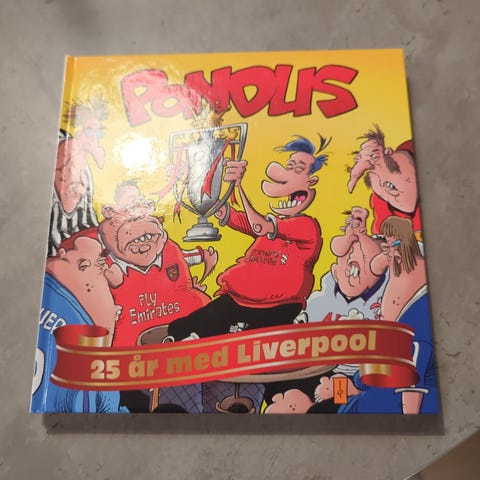 PONDUS
Fly
Emirates
25 år med Liverpool